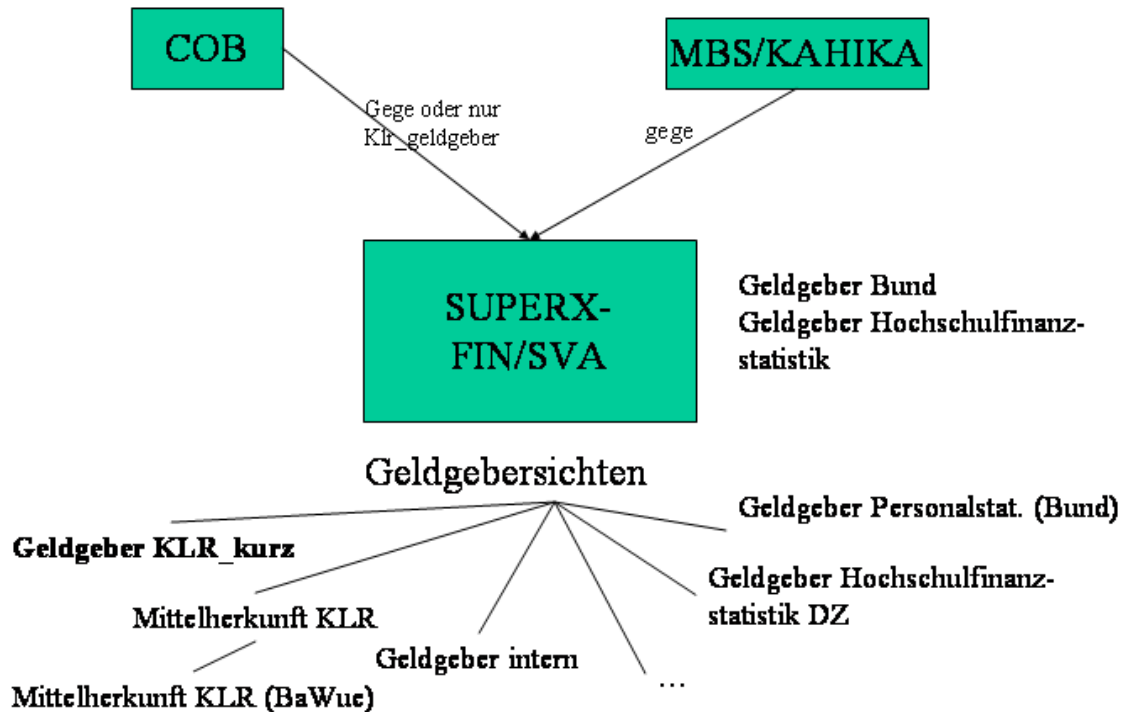 COB
MBS/KAHIKA
Gege oder nur
Klr_geldgeber
gege
SUPERX-
FIN/SVA
Geldgeber Bund
Geldgeber Hochschulfinanz-
statistik
Geldgebersichten
Geldgeber Personalstat. (Bund)
Geldgeber KLR_kurz
Geldgeber Hochschulfinanz-
statistik DZ
Mittelherkunft KLR
Geldgeber intern
...
Mittelherkunft KLR (BaWue)